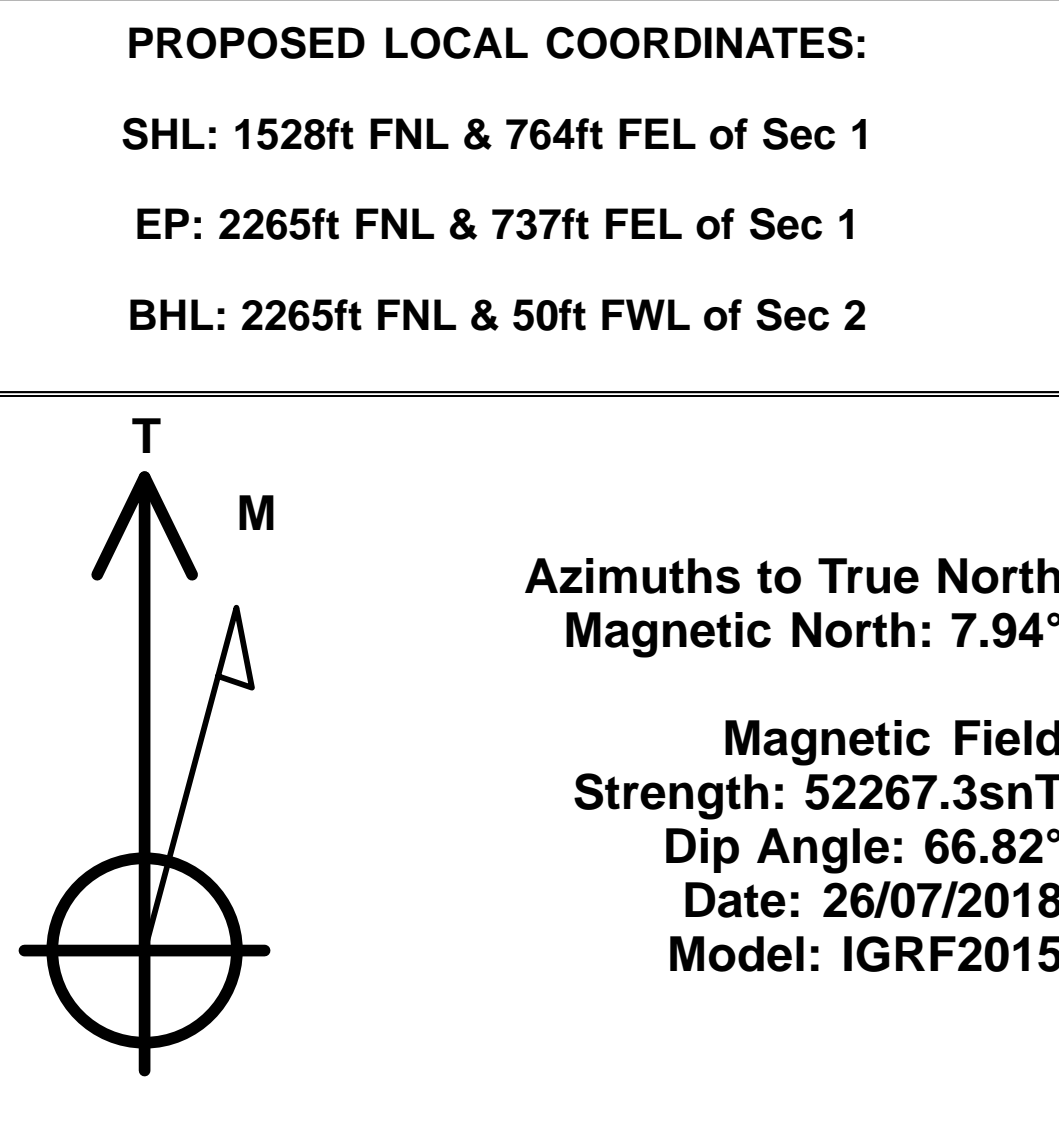 PROPOSED LOCAL COORDINATES:
SHL: 1528ft FNL & 764ft FEL of Sec 1
EP: 2265ft FNL & 737ft FEL of Sec 1
BHL: 2265ft FNL & 50ft FWL of Sec 2
T
M
Azimuths to True North
Magnetic North: 7.94°
Magnetic Field
Strength: 52267.3snT
Dip Angle: 66.82°
Date: 26/07/2018
Model: IGRF2015